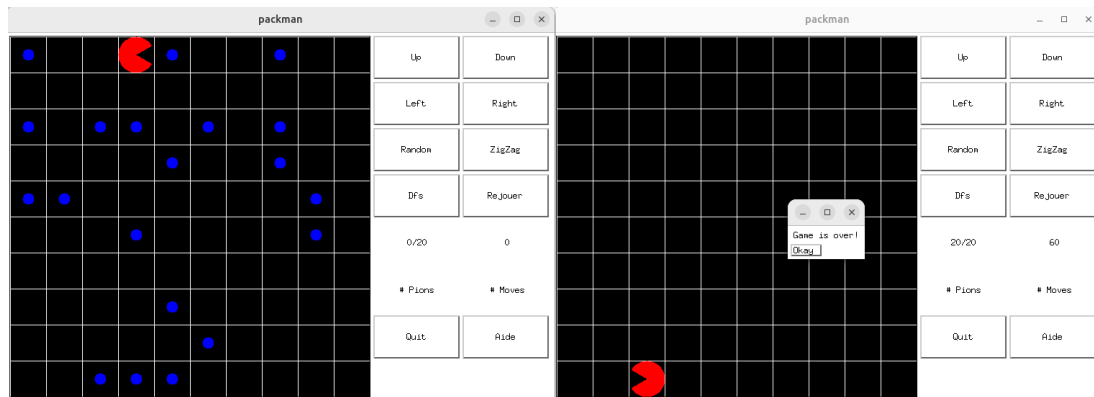 packman
Up Down
Left Right
Random ZigZag
Dfs Rejouer
0/20 0
# Pions # Moves
Quit Aide
packman
Up Down
Left Right
Random ZigZag
Dfs Rejouer
Game is over!
Okay
20/20 60
# Pions # Moves
Quit Aide